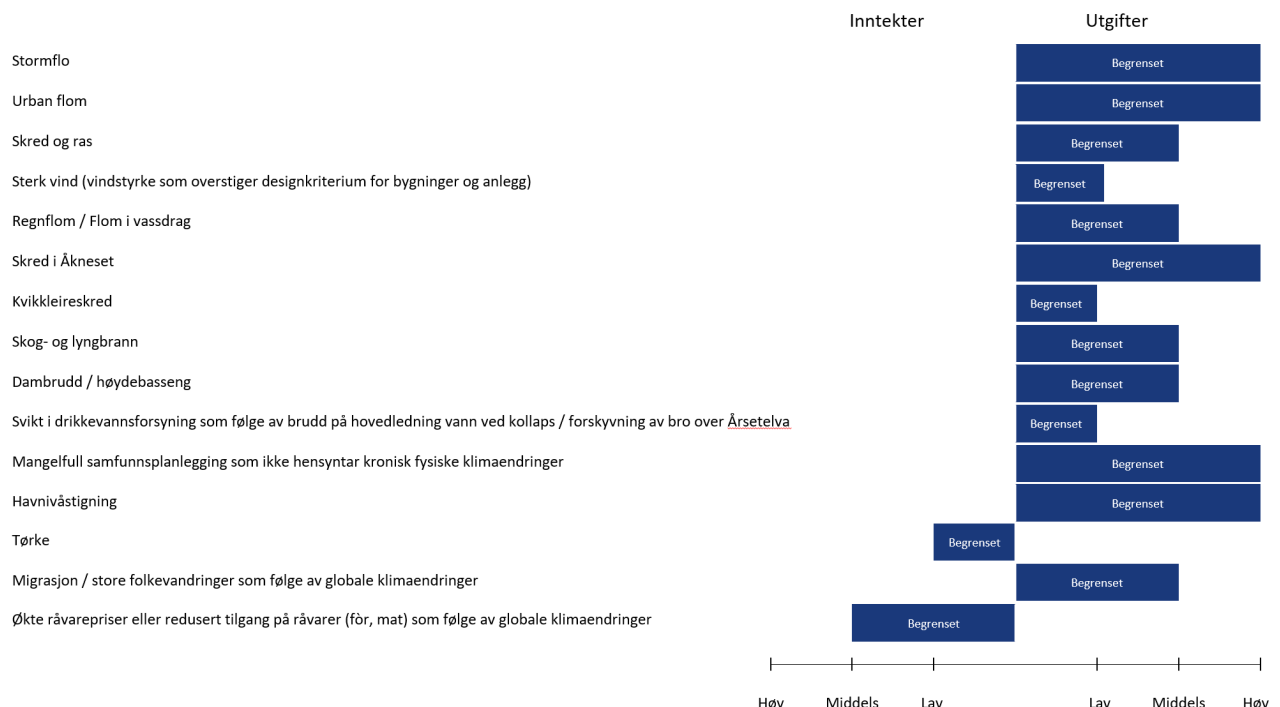 Inntekter Utgifter
Stormflo Begrenset
Urban flom Begrenset
Skred og ras Begrenset
Sterk vind (vindstyrke som overstiger designkriterium for bygninger og anlegg) Begrenset
Regnflom / Flom i vassdrag Begrenset
Skred i Åkneset Begrenset
Kvikkleireskred Begrenset
Skog- og lyngbrann Begrenset
Dambrudd / høydebasseng Begrenset
Svikt i drikkevannsforsyning som følge av brudd på hovedledning vann ved kollaps / forskyvning av bro over Årsetelva Begrenset
Mangelfull samfunnsplanlegging som ikke hensyntar kronisk fysiske klimaendringer Begrenset
Havnivåstigning Begrenset
Tørke Begrenset
Migrasjon / store folkevandringer som følge av globale klimaendringer Begrenset
Økte råvarepriser eller redusert tilgang på råvarer (fòr, mat) som følge av globale klimaendringer Begrenset
Høy Middels Lav Lav Middels Høy